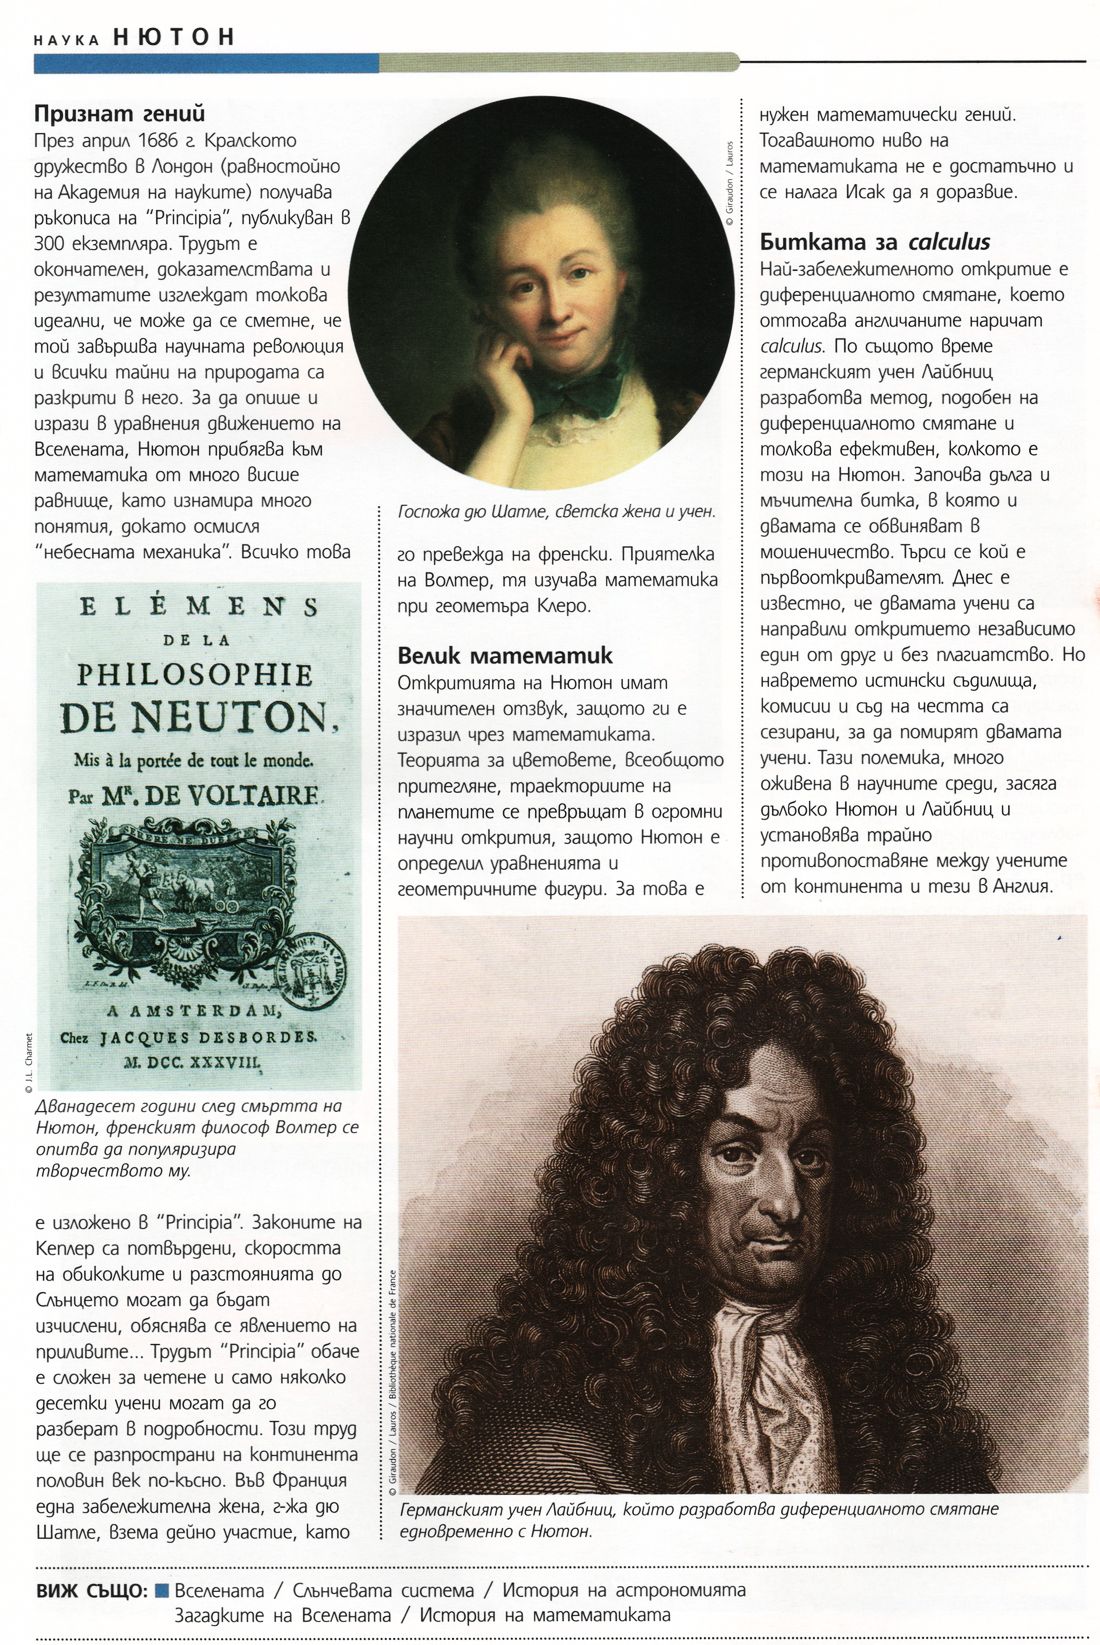 НАУКА НЮТОН
Признат гений
През април 1686 г. Кралското
дружество в Лондон (равностойно
на Академия на науките) получава
ръкописа на “Principia”, публикуван в
300 екземпляра. Трудът е
окончателен, доказателствата и
резултатите изглеждат толкова
идеални, че може да се сметне, че
той завършва научната революция
и всички тайни на природата са
разкрити в него. За да опише и
изрази в уравнения движението на
Вселената, Нютон прибягва към
математика от много висше
равнище, като изнамира много
понятия, докато осмисля
“небесната механика”. Всичко това
ELÉMENS
DE LA
PHILOSOPHIE
DE NEUTON,
Mis à la portée de tout le monde.
Par MR. DE VOLTAIRE.
A AMSTERDAM,
Chez JACQUES DESBORDES.
M. DCC. XXXVIII.
© J.L. Charmet
Дванадесет години след смъртта на
Нютон, френският философ Волтер се
опитва да популяризира
творчеството му.
е изложено в “Principia”. Законите на
Кеплер са потвърдени, скоростта
на обиколките и разстоянията до
Слънцето могат да бъдат
изчислени, обяснява се явлението на
приливите... Трудът “Principia” обаче
е сложен за четене и само няколко
десетки учени могат да го
разберат в подробности. Този труд
ще се разпространи на континента
половин век по-късно. Във Франция
една забележителна жена, г-жа дю
Шатле, взема дейно участие, като
© Giraudon / Lauros
Госпожа дю Шатле, светска жена и учен.
го превежда на френски. Приятелка
на Волтер, тя изучава математика
при геометъра Клеро.
Велик математик
Откритията на Нютон имат
значителен отзвук, защото ги е
изразил чрез математиката.
Теорията за цветовете, всеобщото
притегляне, траекториите на
планетите се превръщат в огромни
научни открития, защото Нютон е
определил уравненията и
геометричните фигури. За това е
нужен математически гений.
Тогавашното ниво на
математиката не е достатъчно и
се налага Исак да я доразвие.
Битката за calculus
Най-забележителното откритие е
диференциалното смятане, което
оттогава англичаните наричат
calculus. По същото време
германският учен Лайбниц
разработва метод, подобен на
диференциалното смятане и
толкова ефективен, колкото е
този на Нютон. Започва дълга и
мъчителна битка, в която и
двамата се обвиняват в
мошеничество. Търси се кой е
първооткривателят. Днес е
известно, че двамата учени са
направили откритието независимо
един от друг и без плагиатство. Но
навремето истински съдилища,
комисии и съд на честта са
сезирани, за да помирят двамата
учени. Тази полемика, много
оживена в научните среди, засяга
дълбоко Нютон и Лайбниц и
установява трайно
противопоставяне между учените
от континента и тези в Англия.
© Giraudon / Lauros / Bibliothèque nationale de France
Германският учен Лайбниц, който разработва диференциалното смятане
едновременно с Нютон.
ВИЖ СЪЩО: Вселената / Слънчевата система / История на астрономията
Загадките на Вселената / История на математиката